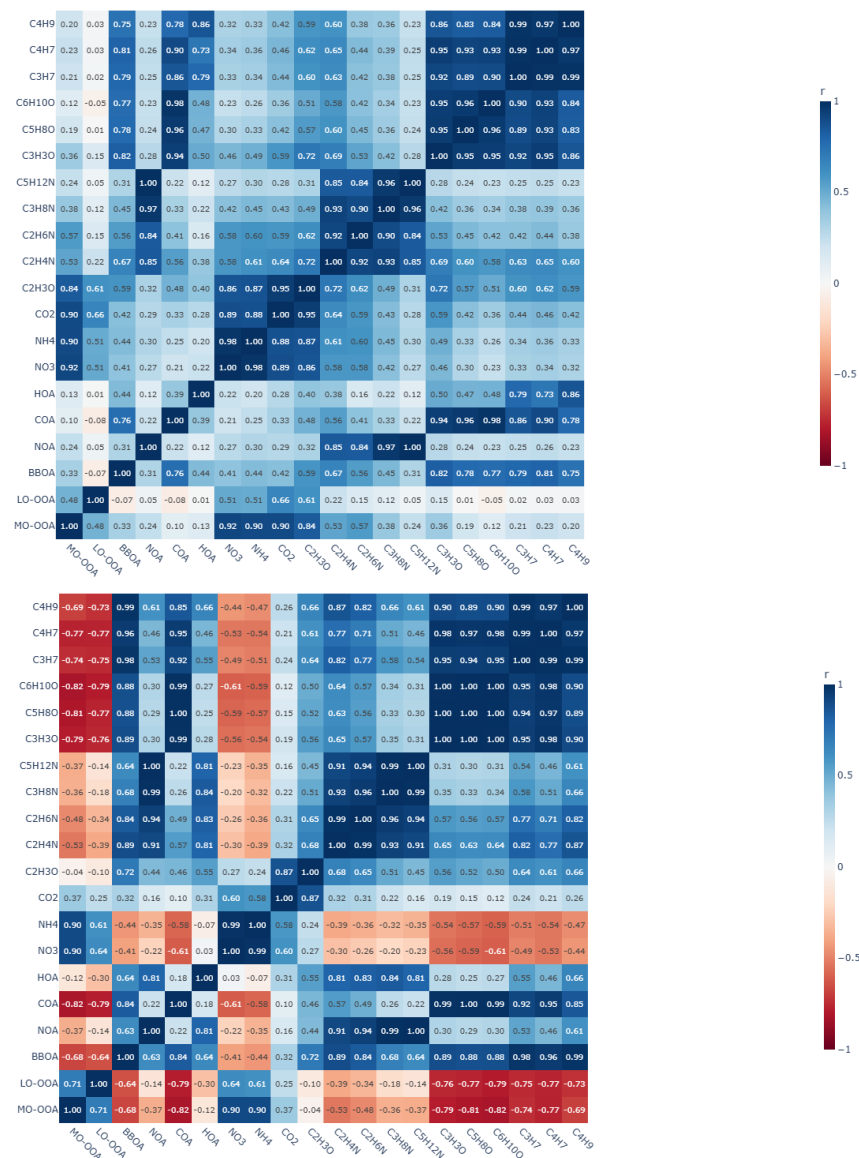 C4H9 0.20 0.03 0.75 0.23 0.78 0.86 0.32 0.33 0.42 0.59 0.60 0.38 0.36 0.23 0.86 0.83 0.84 0.99 0.97 1.00
C4H7 0.23 0.03 0.81 0.26 0.90 0.73 0.34 0.36 0.46 0.62 0.65 0.44 0.39 0.25 0.95 0.93 0.93 0.99 1.00 0.97
C3H7 0.21 0.02 0.79 0.25 0.86 0.79 0.33 0.34 0.44 0.60 0.63 0.42 0.38 0.25 0.92 0.89 0.90 1.00 0.99 0.99
C6H10O 0.12 -0.05 0.77 0.23 0.98 0.48 0.23 0.26 0.36 0.51 0.58 0.42 0.34 0.23 0.95 0.96 1.00 0.90 0.93 0.84
C5H8O 0.19 0.01 0.78 0.24 0.96 0.47 0.30 0.33 0.42 0.57 0.60 0.45 0.36 0.24 0.95 1.00 0.96 0.89 0.93 0.83
C3H3O 0.36 0.15 0.82 0.28 0.94 0.50 0.46 0.49 0.59 0.72 0.69 0.53 0.42 0.28 1.00 0.95 0.95 0.92 0.95 0.86
C5H12N 0.24 0.05 0.31 1.00 0.22 0.12 0.27 0.30 0.28 0.31 0.85 0.84 0.96 1.00 0.28 0.24 0.23 0.25 0.25 0.23
C3H8N 0.38 0.12 0.45 0.97 0.33 0.22 0.42 0.45 0.43 0.49 0.93 0.90 1.00 0.96 0.42 0.36 0.34 0.38 0.39 0.36
C2H6N 0.57 0.15 0.56 0.84 0.41 0.16 0.58 0.60 0.59 0.62 0.92 1.00 0.90 0.84 0.53 0.45 0.42 0.42 0.44 0.38
C2H4N 0.53 0.22 0.67 0.85 0.56 0.38 0.58 0.61 0.64 0.72 1.00 0.92 0.93 0.85 0.69 0.60 0.58 0.63 0.65 0.60
C2H3O 0.84 0.61 0.59 0.32 0.48 0.40 0.86 0.87 0.95 1.00 0.72 0.62 0.49 0.31 0.72 0.57 0.51 0.60 0.62 0.59
CO2 0.90 0.66 0.42 0.29 0.33 0.28 0.89 0.88 1.00 0.95 0.64 0.59 0.43 0.28 0.59 0.42 0.36 0.44 0.46 0.42
NH4 0.90 0.51 0.44 0.30 0.25 0.20 0.98 1.00 0.88 0.87 0.61 0.60 0.45 0.30 0.49 0.33 0.26 0.34 0.36 0.33
NO3 0.92 0.51 0.41 0.27 0.21 0.22 1.00 0.98 0.89 0.86 0.58 0.58 0.42 0.27 0.46 0.30 0.23 0.33 0.34 0.32
HOA 0.13 0.01 0.44 0.12 0.39 1.00 0.22 0.20 0.28 0.40 0.38 0.16 0.22 0.12 0.50 0.47 0.48 0.79 0.73 0.86
COA 0.10 -0.08 0.76 0.22 1.00 0.39 0.21 0.25 0.33 0.48 0.56 0.41 0.33 0.22 0.94 0.96 0.98 0.86 0.90 0.78
NOA 0.24 0.05 0.31 1.00 0.22 0.12 0.27 0.30 0.29 0.32 0.85 0.84 0.97 1.00 0.28 0.24 0.23 0.25 0.26 0.23
BBOA 0.33 -0.07 1.00 0.31 0.76 0.44 0.41 0.44 0.42 0.59 0.67 0.56 0.45 0.31 0.82 0.78 0.77 0.79 0.81 0.75
LO-OOA 0.48 1.00 -0.07 0.05 -0.08 0.01 0.51 0.51 0.66 0.61 0.22 0.15 0.12 0.05 0.15 0.01 -0.05 0.02 0.03 0.03
MO-OOA 1.00 0.48 0.33 0.24 0.10 0.13 0.92 0.90 0.90 0.84 0.53 0.57 0.38 0.24 0.36 0.19 0.12 0.21 0.23 0.20
MO-OOA LO-OOA BBOA NOA COA HOA NO3 NH4 CO2 C2H3O C2H4N C2H6N C3H8N C5H12N C3H3O C5H8O C6H10O C3H7 C4H7 C4H9
r
1
0.5
0
−0.5
−1
C4H9 -0.69 -0.73 0.99 0.61 0.85 0.66 -0.44 -0.47 0.26 0.66 0.87 0.82 0.66 0.61 0.90 0.89 0.90 0.99 0.97 1.00
C4H7 -0.77 -0.77 0.96 0.46 0.95 0.46 -0.53 -0.54 0.21 0.61 0.77 0.71 0.51 0.46 0.98 0.97 0.98 0.99 1.00 0.97
C3H7 -0.74 -0.75 0.98 0.53 0.92 0.55 -0.49 -0.51 0.24 0.64 0.82 0.77 0.58 0.54 0.95 0.94 0.95 1.00 0.99 0.99
C6H10O -0.82 -0.79 0.88 0.30 0.99 0.27 -0.61 -0.59 0.12 0.50 0.64 0.57 0.34 0.31 1.00 1.00 1.00 0.95 0.98 0.90
C5H8O -0.81 -0.77 0.88 0.29 1.00 0.25 -0.59 -0.57 0.15 0.52 0.63 0.56 0.33 0.30 1.00 1.00 1.00 0.94 0.97 0.89
C3H3O -0.79 -0.76 0.89 0.30 0.99 0.28 -0.56 -0.54 0.19 0.56 0.65 0.57 0.35 0.31 1.00 1.00 1.00 0.95 0.98 0.90
C5H12N -0.37 -0.14 0.64 1.00 0.22 0.81 -0.23 -0.35 0.16 0.45 0.91 0.94 0.99 1.00 0.31 0.30 0.31 0.54 0.46 0.61
C3H8N -0.36 -0.18 0.68 0.99 0.26 0.84 -0.20 -0.32 0.22 0.51 0.93 0.96 1.00 0.99 0.35 0.33 0.34 0.58 0.51 0.66
C2H6N -0.48 -0.34 0.84 0.94 0.49 0.83 -0.26 -0.36 0.31 0.65 0.99 1.00 0.96 0.94 0.57 0.56 0.57 0.77 0.71 0.82
C2H4N -0.53 -0.39 0.89 0.91 0.57 0.81 -0.30 -0.39 0.32 0.68 1.00 0.99 0.93 0.91 0.65 0.63 0.64 0.82 0.77 0.87
C2H3O -0.04 -0.10 0.72 0.44 0.46 0.55 0.27 0.24 0.87 1.00 0.68 0.65 0.51 0.45 0.56 0.52 0.50 0.64 0.61 0.66
CO2 0.37 0.25 0.32 0.16 0.10 0.31 0.60 0.58 1.00 0.87 0.32 0.31 0.22 0.16 0.19 0.15 0.12 0.24 0.21 0.26
NH4 0.90 0.61 -0.44 -0.35 -0.58 -0.07 0.99 1.00 0.58 0.24 -0.39 -0.36 -0.32 -0.35 -0.54 -0.57 -0.59 -0.51 -0.54 -0.47
NO3 0.90 0.64 -0.41 -0.22 -0.61 0.03 1.00 0.99 0.60 0.27 -0.30 -0.26 -0.20 -0.23 -0.56 -0.59 -0.61 -0.49 -0.53 -0.44
HOA -0.12 -0.30 0.64 0.81 0.18 1.00 0.03 -0.07 0.31 0.55 0.81 0.83 0.84 0.81 0.28 0.25 0.27 0.55 0.46 0.66
COA -0.82 -0.79 0.84 0.22 1.00 0.18 -0.61 -0.58 0.10 0.46 0.57 0.49 0.26 0.22 0.99 1.00 0.99 0.92 0.95 0.85
NOA -0.37 -0.14 0.63 1.00 0.22 0.81 -0.22 -0.35 0.16 0.44 0.91 0.94 0.99 1.00 0.30 0.29 0.30 0.53 0.46 0.61
BBOA -0.68 -0.64 1.00 0.63 0.84 0.64 -0.41 -0.44 0.32 0.72 0.89 0.84 0.68 0.64 0.89 0.88 0.88 0.98 0.96 0.99
LO-OOA 0.71 1.00 -0.64 -0.14 -0.79 -0.30 0.64 0.61 0.25 -0.10 -0.39 -0.34 -0.18 -0.14 -0.76 -0.77 -0.79 -0.75 -0.77 -0.73
MO-OOA 1.00 0.71 -0.68 -0.37 -0.82 -0.12 0.90 0.90 0.37 -0.04 -0.53 -0.48 -0.36 -0.37 -0.79 -0.81 -0.82 -0.74 -0.77 -0.69
MO-OOA LO-OOA BBOA NOA COA HOA NO3 NH4 CO2 C2H3O C2H4N C2H6N C3H8N C5H12N C3H3O C5H8O C6H10O C3H7 C4H7 C4H9
r
1
0.5
0
−0.5
−1